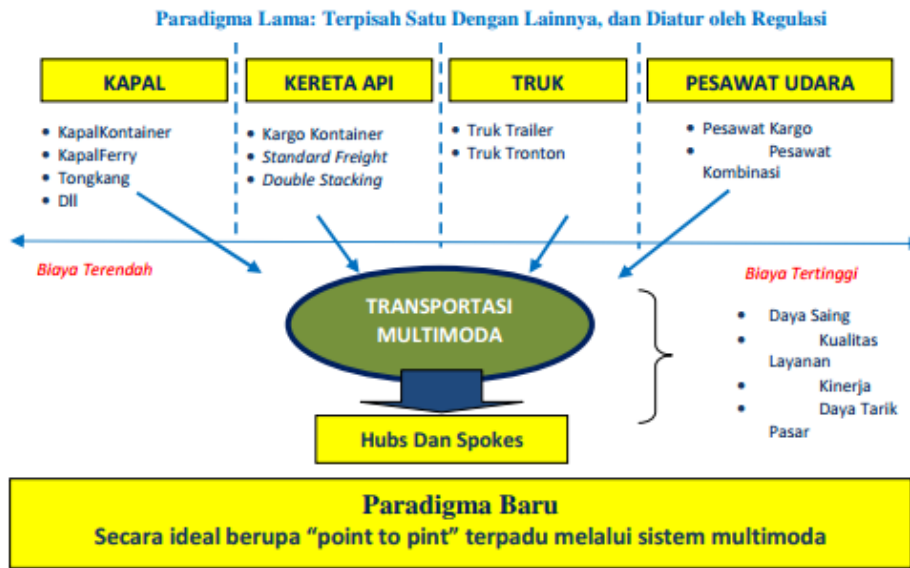 Paradigma Lama: Terpisah Satu Dengan Lainnya, dan Diatur oleh Regulasi
KAPAL
KERETA API
TRUK
PESAWAT UDARA
• KapalKontainer
• KapalFerry
• Tongkang
• Dll
• Kargo Kontainer
• Standard Freight
• Double Stacking
• Truk Trailer
• Truk Tronton
• Pesawat Kargo
• Pesawat
Kombinasi
Biaya Terendah
Biaya Tertinggi
TRANSPORTASI
MULTIMODA
• Daya Saing
• Kualitas
Layanan
• Kinerja
• Daya Tarik
Pasar
Hubs Dan Spokes
Paradigma Baru
Secara ideal berupa “point to pint” terpadu melalui sistem multimoda